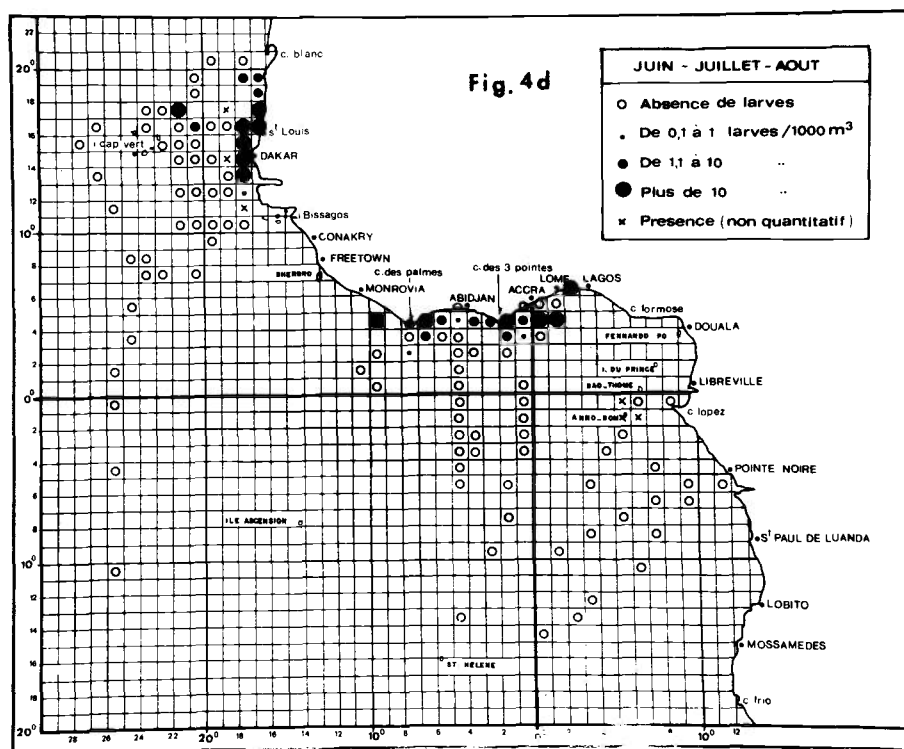 Fig. 4d
JUIN - JUILLET - AOUT
Absence de larves
De 0,1 à 1 larves/1000 m³
De 1,1 à 10 "
Plus de 10 "
x Presence (non quantitatif)
22
20°
18
16
14
12
10°
8
6
4
2
0°
2
4
6
8
10°
12
14
16
18
20°
c. blanc
st Louis
i cap vert
DAKAR
i Bissagos
CONAKRY
FREETOWN
SHERBRO
MONROVIA
c. des palmes
ABIDJAN
c. des 3 pointes
ACCRA
LOME
LAGOS
c formose
DOUALA
FERNANDO PO
I. DU PRINCE
SAO-THOME
LIBREVILLE
c lopez
ANNO-BON
POINTE NOIRE
ILE ASCENSION
St PAUL DE LUANDA
LOBITO
MOSSAMEDES
ST HELENE
c. frio
28 26 24 22 20° 18 16 14 12 10° 8 6 4 2 0° 2 4 6 8 10° 12